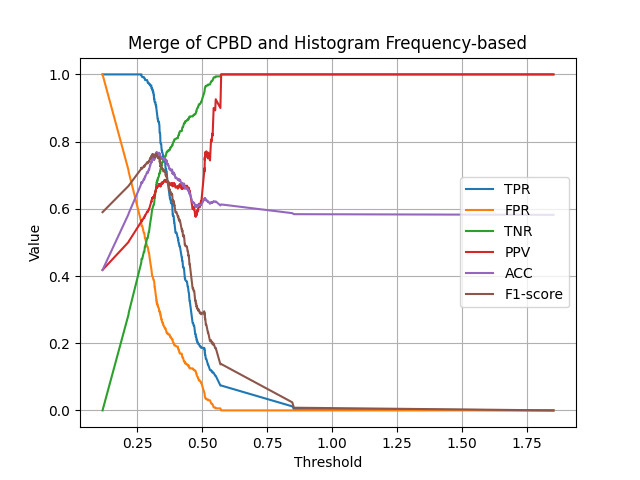 Merge of CPBD and Histogram Frequency-based
1.0
0.8
0.6
0.4
0.2
0.0
Value
TPR
FPR
TNR
PPV
ACC
F1-score
0.25 0.50 0.75 1.00 1.25 1.50 1.75
Threshold